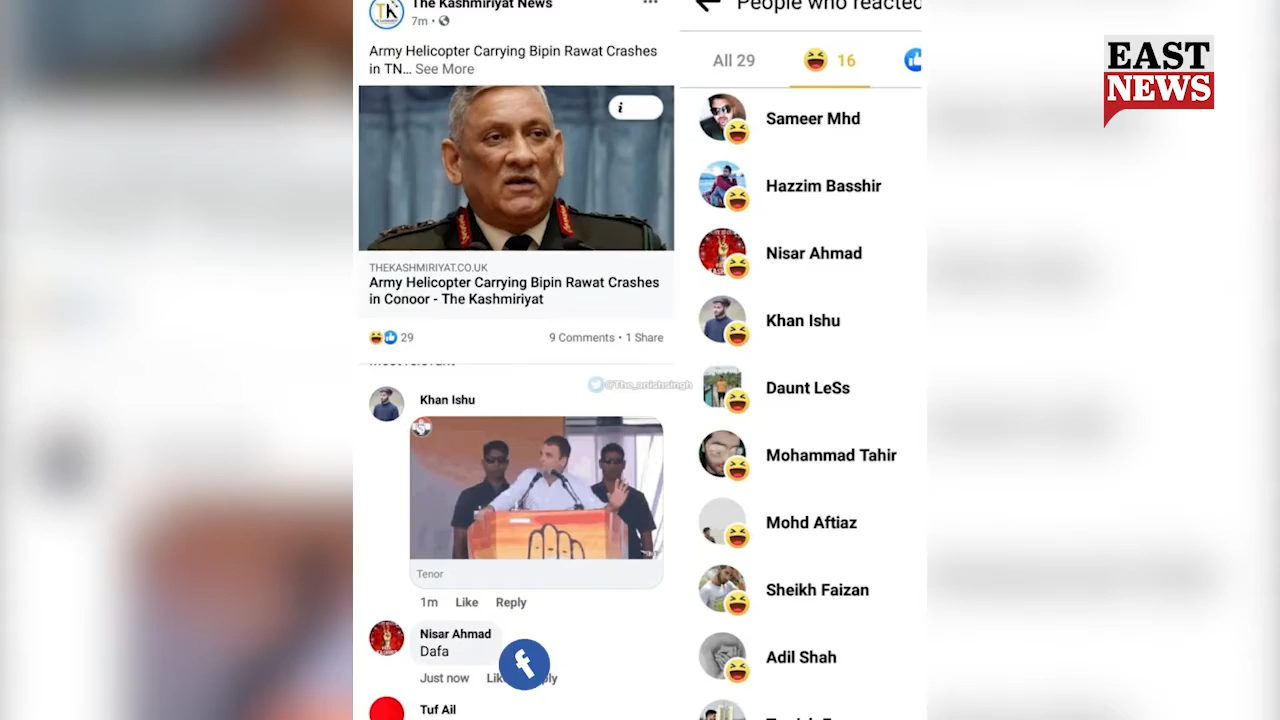 The Kashmiriyat News
7m
Army Helicopter Carrying Bipin Rawat Crashes
in TN... See More
i
THEKASHMIRIYAT.CO.UK
Army Helicopter Carrying Bipin Rawat Crashes
in Conoor - The Kashmiriyat
29
9 Comments • 1 Share
Most relevant
@The_anishsingh
Khan Ishu
Tenor
1m Like Reply
Nisar Ahmad
Dafa
Just now
Tuf Ail
People who reacted
All 29
16
Sameer Mhd
Hazzim Basshir
Nisar Ahmad
Khan Ishu
Daunt LeSs
Mohammad Tahir
Mohd Aftiaz
Sheikh Faizan
Adil Shah
EAST
NEWS